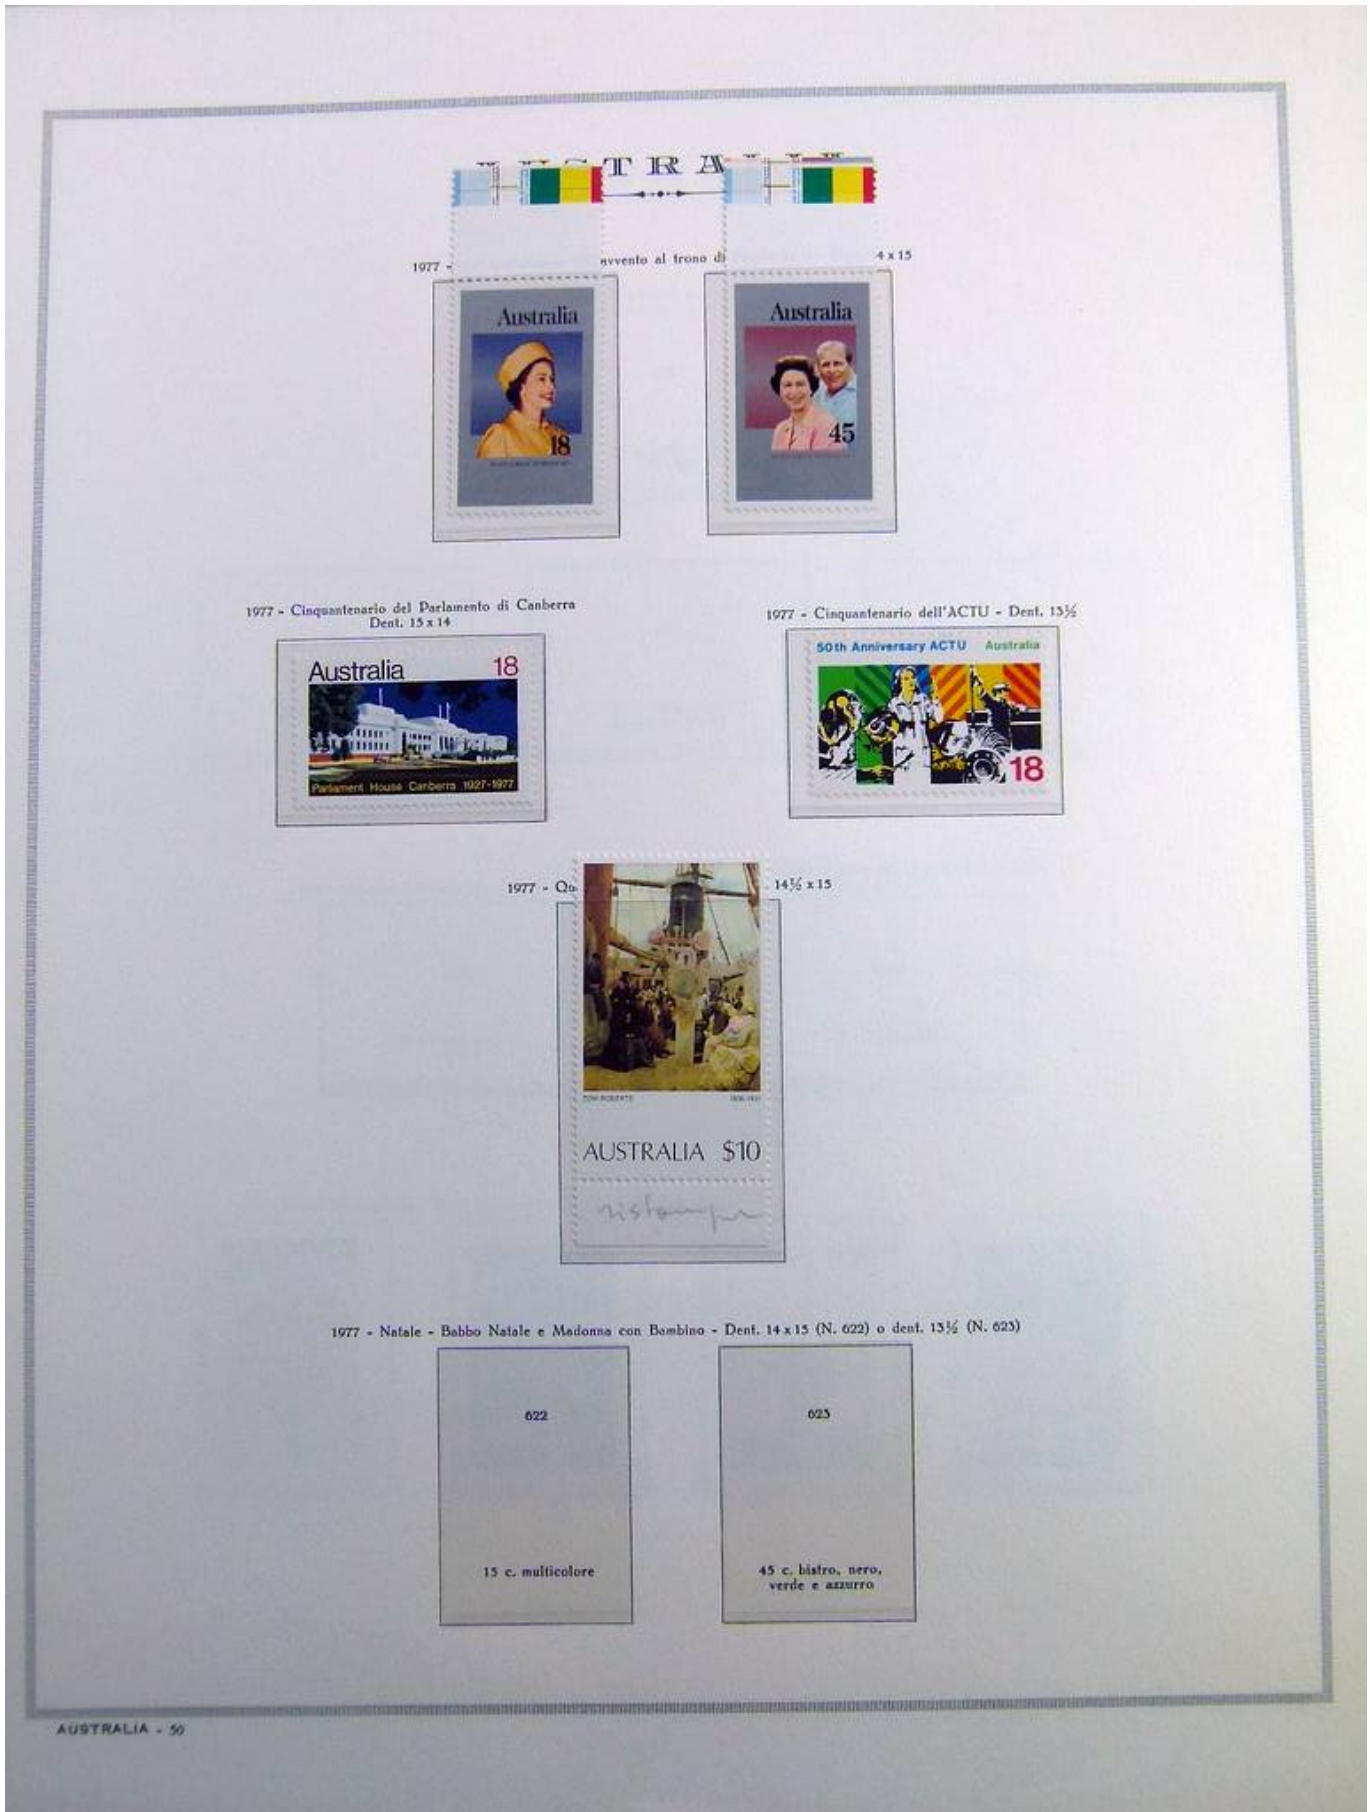 TRA
1977 - avvento al trono di 4 x 15
Australia
18
Australia
45
1977 - Cinquantenario del Parlamento di Canberra
Dent. 15 x 14
1977 - Cinquantenario dell'ACTU - Dent. 13½
Australia 18
Parliament House Canberra 1927-1977
50th Anniversary ACTU Australia
18
1977 - Qu 14½ x 15
TOM ROBERTS 1856-1931
AUSTRALIA $10
1977 - Natale - Babbo Natale e Madonna con Bambino - Dent. 14 x 15 (N. 622) o dent. 13½ (N. 623)
622
623
15 c. multicolore
45 c. bistro, nero,
verde e azzurro
AUSTRALIA - 50